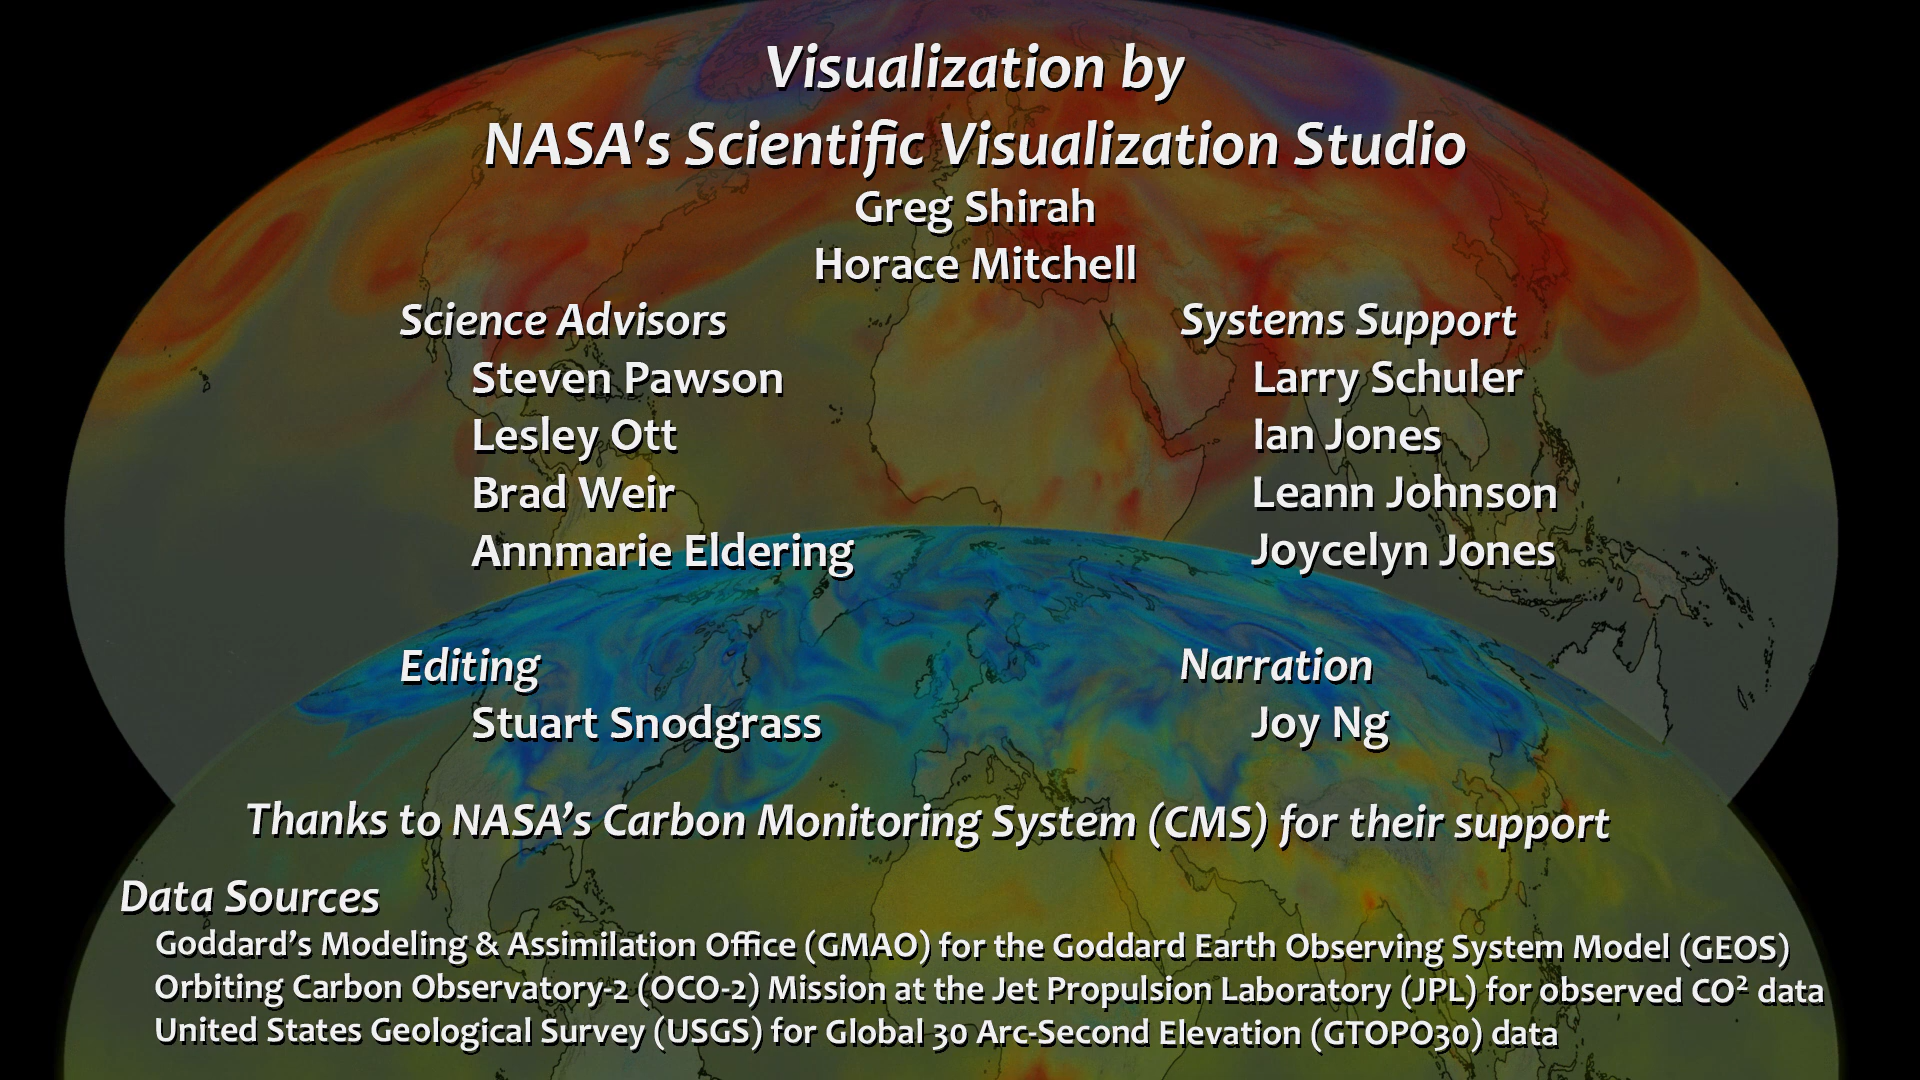 Visualization by
NASA's Scientific Visualization Studio
Greg Shirah
Horace Mitchell
Science Advisors
Steven Pawson
Lesley Ott
Brad Weir
Annmarie Eldering
Systems Support
Larry Schuler
Ian Jones
Leann Johnson
Joycelyn Jones
Editing
Stuart Snodgrass
Narration
Joy Ng
Thanks to NASA’s Carbon Monitoring System (CMS) for their support
Data Sources
Goddard’s Modeling & Assimilation Office (GMAO) for the Goddard Earth Observing System Model (GEOS)
Orbiting Carbon Observatory-2 (OCO-2) Mission at the Jet Propulsion Laboratory (JPL) for observed CO² data
United States Geological Survey (USGS) for Global 30 Arc-Second Elevation (GTOPO30) data